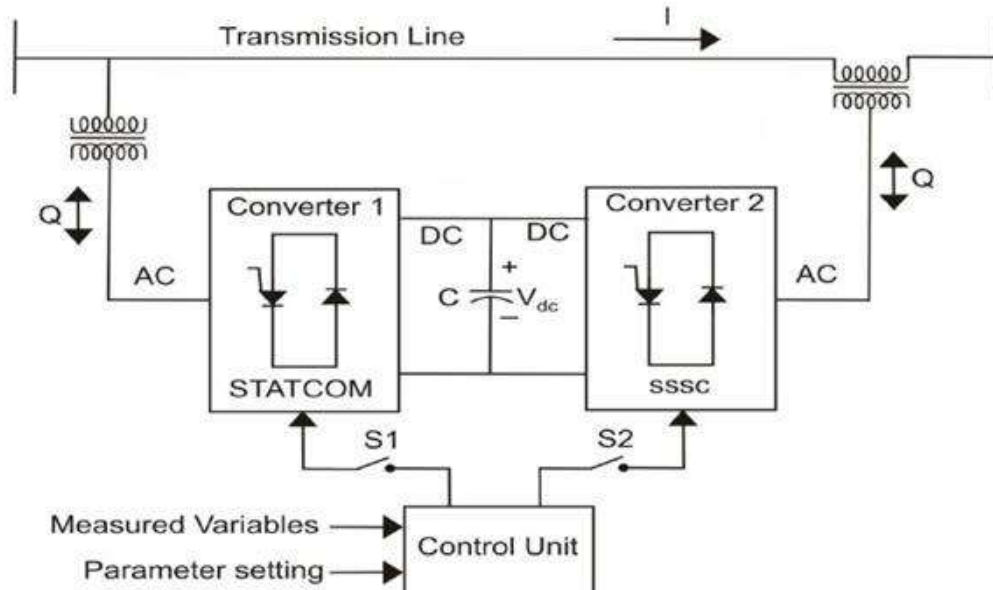 I
Transmission Line
Q
Q
Converter 1
Converter 2
DC
DC
AC
AC
+
C
V_dc
–
STATCOM
sssc
S1
S2
Measured Variables
Control Unit
Parameter setting